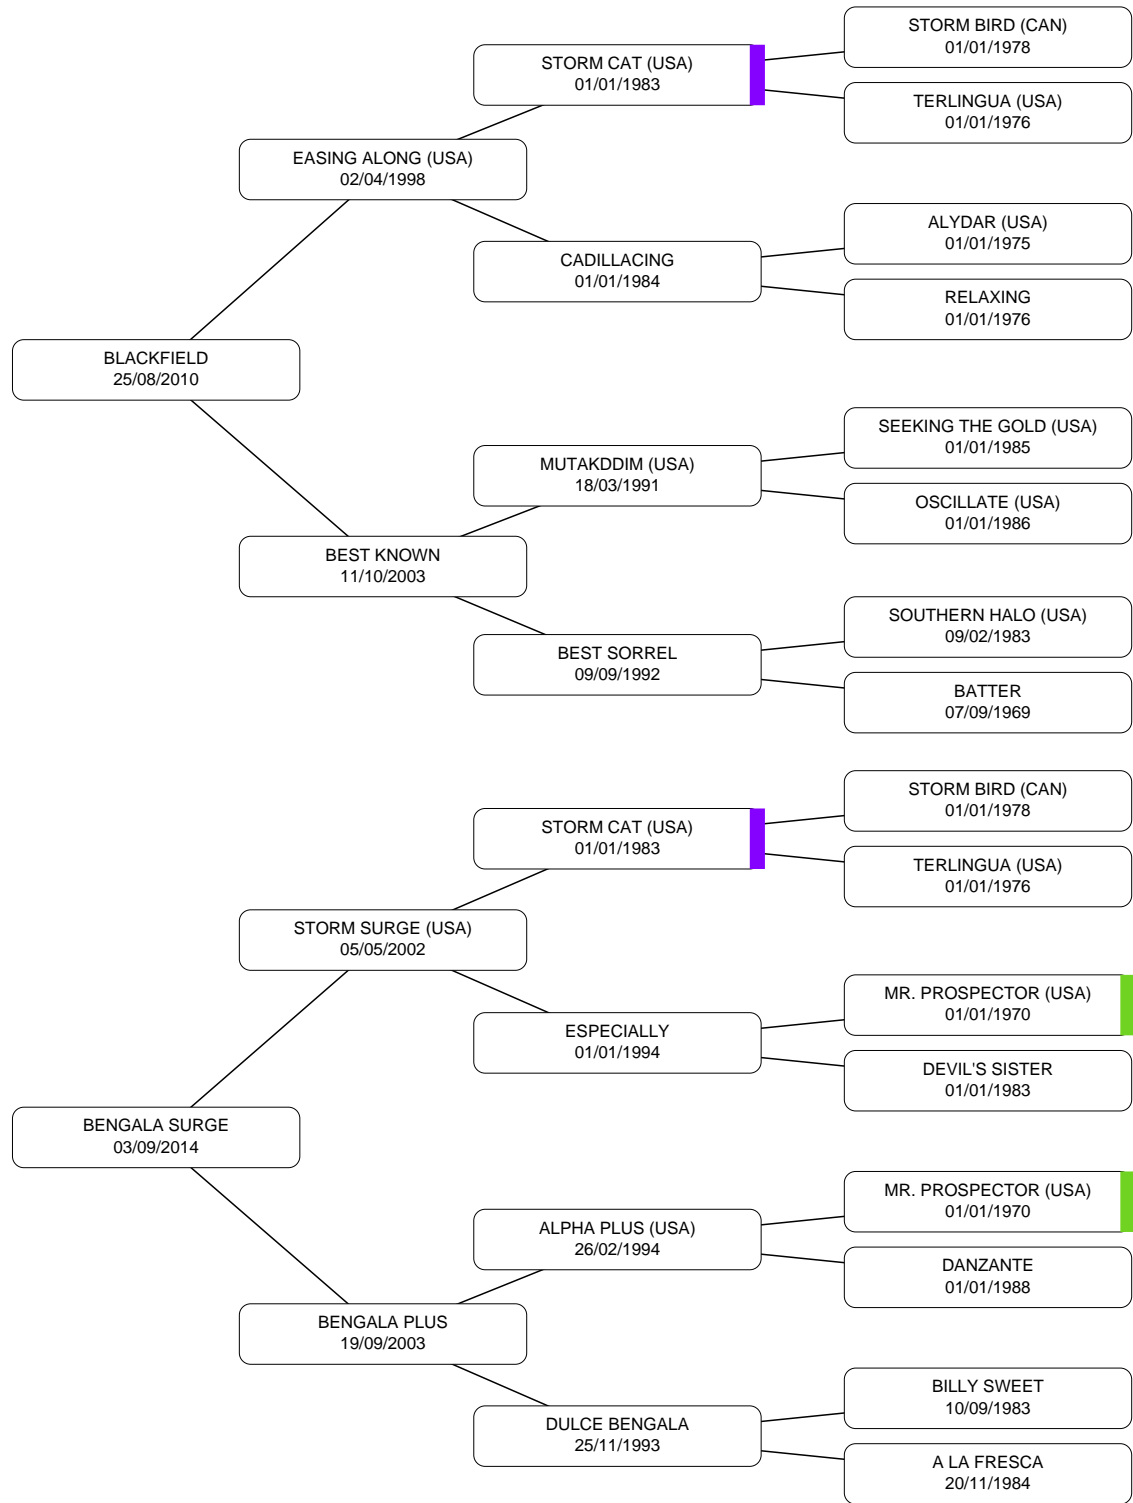 STORM BIRD (CAN)
01/01/1978
STORM CAT (USA)
01/01/1983
TERLINGUA (USA)
01/01/1976
EASING ALONG (USA)
02/04/1998
ALYDAR (USA)
01/01/1975
CADILLACING
01/01/1984
RELAXING
01/01/1976
BLACKFIELD
25/08/2010
SEEKING THE GOLD (USA)
01/01/1985
MUTAKDDIM (USA)
18/03/1991
OSCILLATE (USA)
01/01/1986
BEST KNOWN
11/10/2003
SOUTHERN HALO (USA)
09/02/1983
BEST SORREL
09/09/1992
BATTER
07/09/1969
STORM BIRD (CAN)
01/01/1978
STORM CAT (USA)
01/01/1983
TERLINGUA (USA)
01/01/1976
STORM SURGE (USA)
05/05/2002
MR. PROSPECTOR (USA)
01/01/1970
ESPECIALLY
01/01/1994
DEVIL'S SISTER
01/01/1983
BENGALA SURGE
03/09/2014
MR. PROSPECTOR (USA)
01/01/1970
ALPHA PLUS (USA)
26/02/1994
DANZANTE
01/01/1988
BENGALA PLUS
19/09/2003
BILLY SWEET
10/09/1983
DULCE BENGALA
25/11/1993
A LA FRESCA
20/11/1984